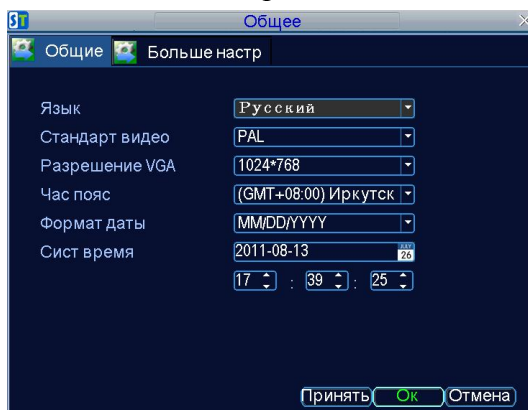 ST Общее
Общие Больше настр
Язык Русский
Стандарт видео PAL
Разрешение VGA 1024*768
Час пояс (GMT+08:00) Иркутск
Формат даты MM/DD/YYYY
Сист время 2011-08-13 26
17 : 39 : 25
Принять Ок Отмена